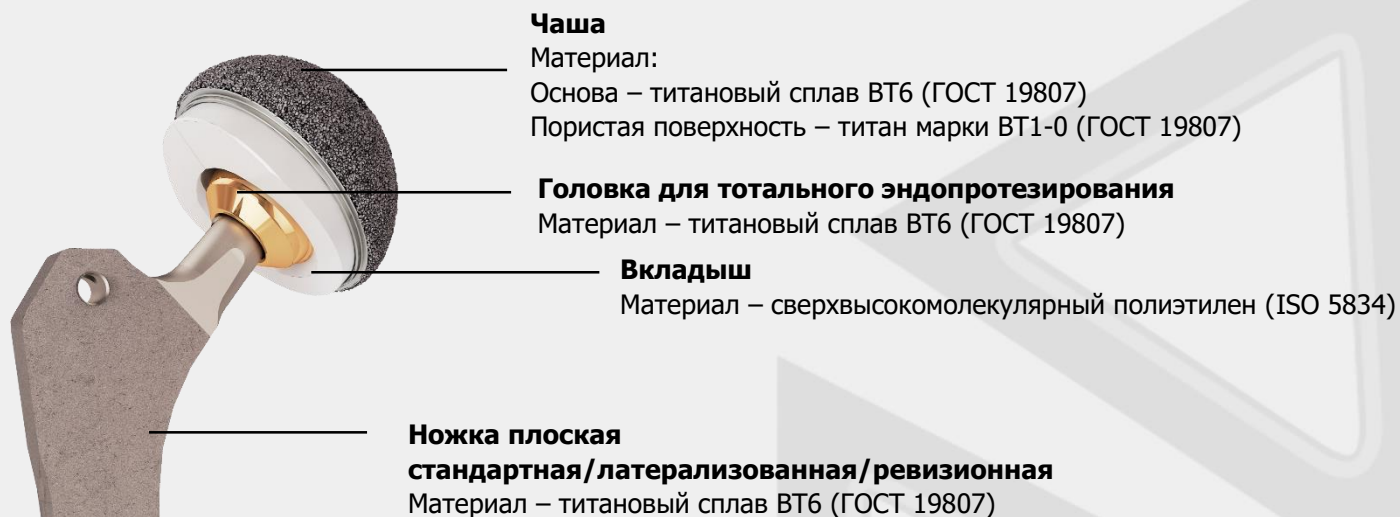 Чаша
Материал:
Основа – титановый сплав ВТ6 (ГОСТ 19807)
Пористая поверхность – титан марки ВТ1-0 (ГОСТ 19807)
Головка для тотального эндопротезирования
Материал – титановый сплав ВТ6 (ГОСТ 19807)
Вкладыш
Материал – сверхвысокомолекулярный полиэтилен (ISO 5834)
Ножка плоская
стандартная/латерализованная/ревизионная
Материал – титановый сплав ВТ6 (ГОСТ 19807)